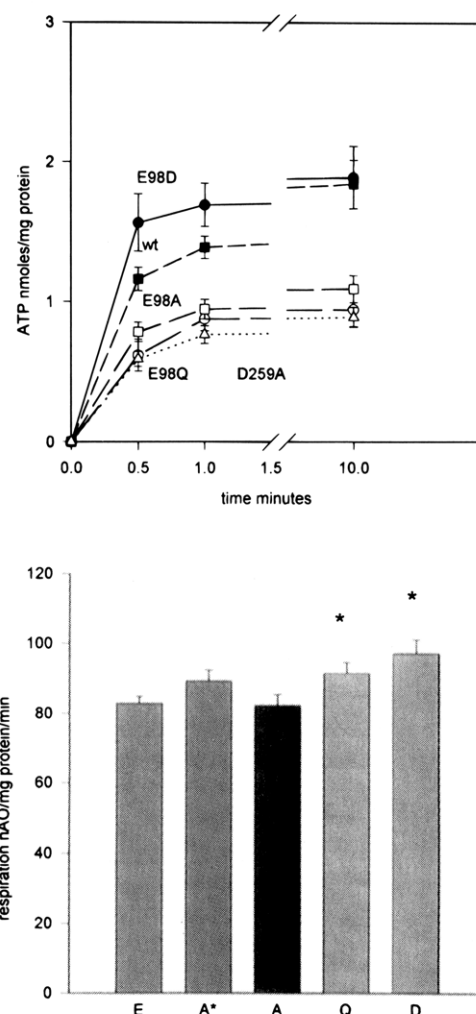 3
2
1
0
ATP nmoles/mg protein
E98D
wt
E98A
E98Q
D259A
0.0 0.5 1.0 1.5 10.0
time minutes
120
100
80
60
40
20
0
respiration nAO/mg protein/min
*
*
E A* A Q D